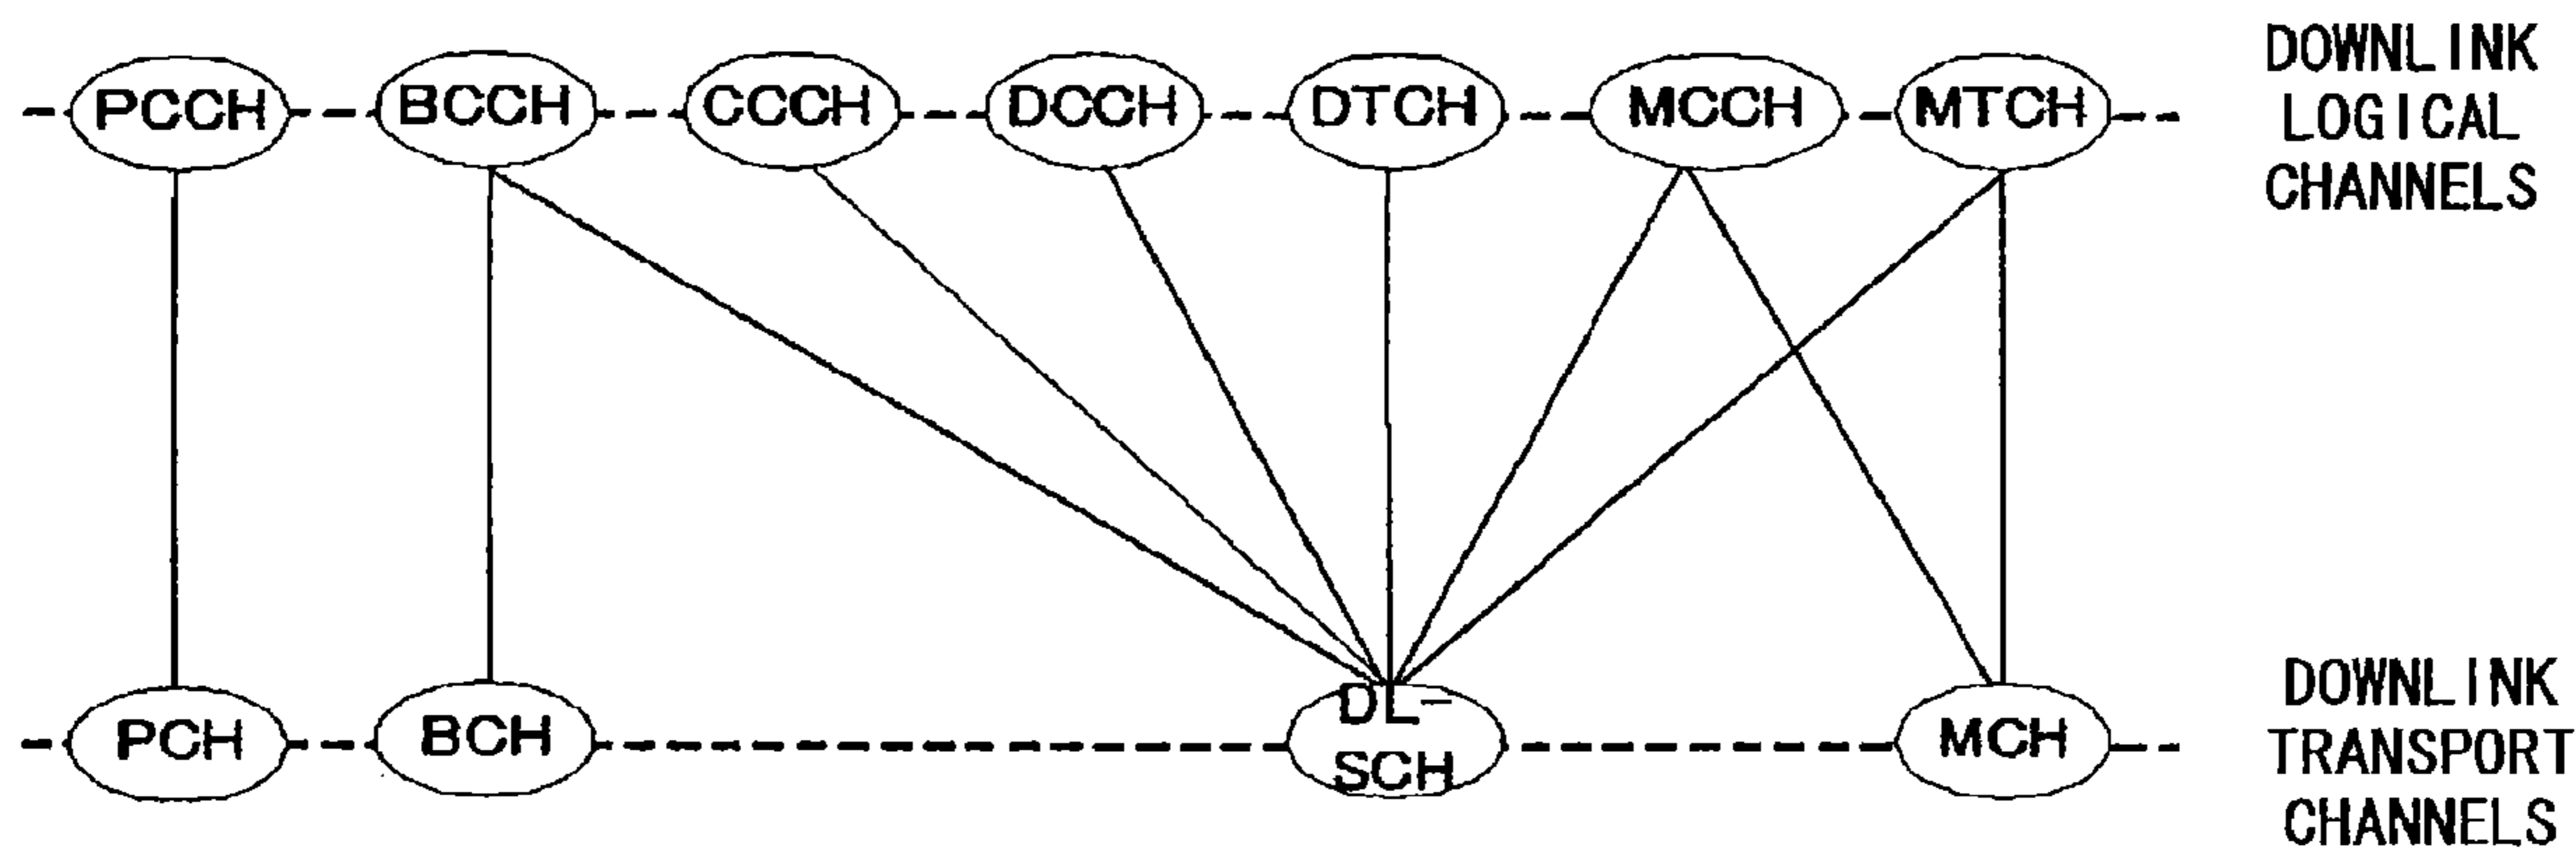 PCCH BCCH CCCH DCCH DTCH MCCH MTCH
DOWNLINK
LOGICAL
CHANNELS
PCH BCH DL-
SCH
MCH
DOWNLINK
TRANSPORT
CHANNELS